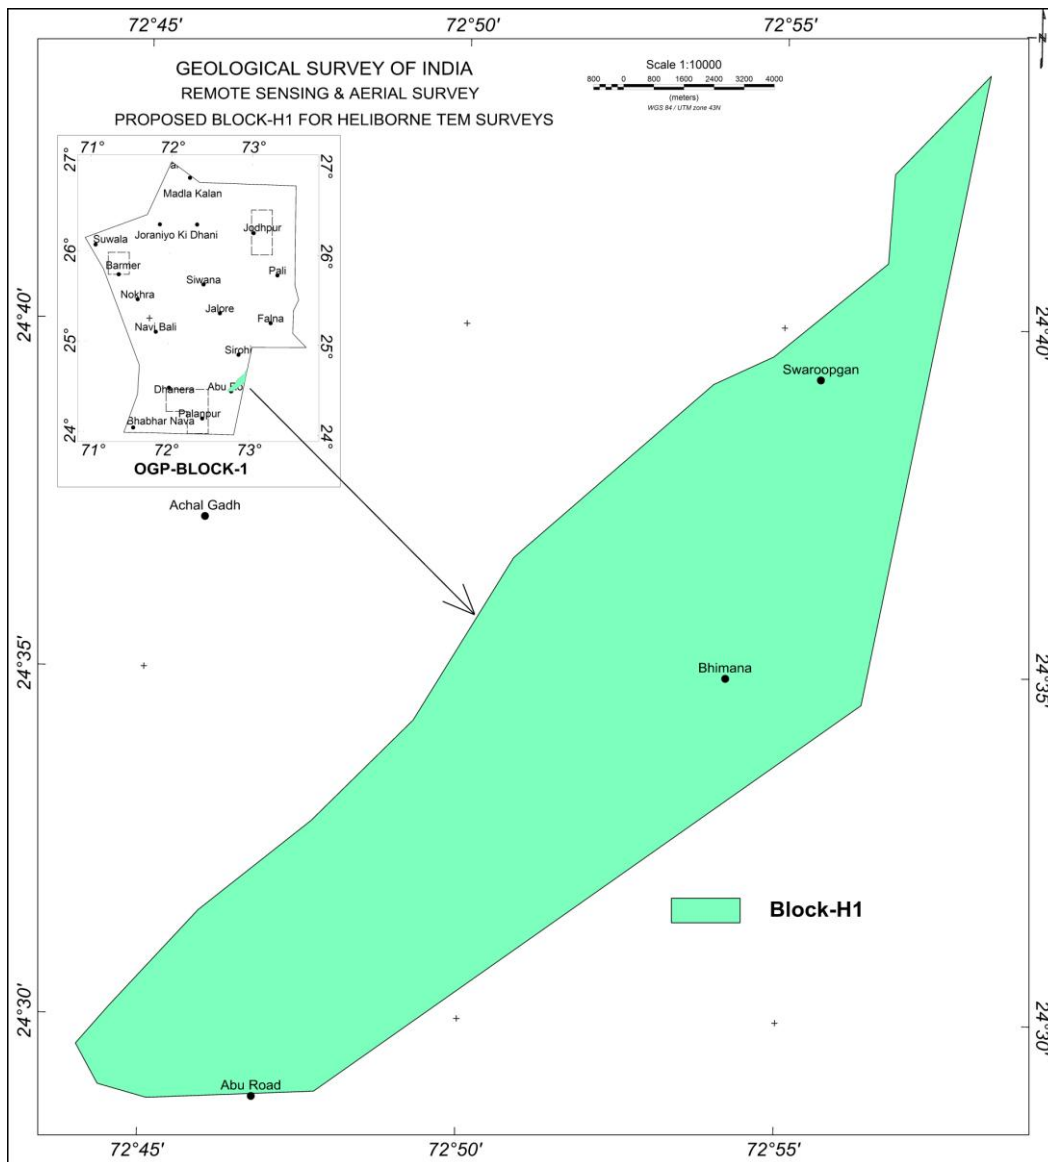 72°45' 72°50' 72°55'
N
GEOLOGICAL SURVEY OF INDIA
REMOTE SENSING & AERIAL SURVEY
PROPOSED BLOCK-H1 FOR HELIBORNE TEM SURVEYS
Scale 1:10000
800 0 800 1600 2400 3200 4000
(meters)
WGS 84 / UTM zone 43N
71° 72° 73°
27° 27°
Madla Kalan
Joraniyo Ki Dhani
Jodhpur
Suwala
26° 26°
Barmer
Siwana
Pali
Nokhra
Jalore
Falna
Navi Bali
25° 25°
Sirohi
Dhanera
Abu Ro
Palanpur
Bhabhar Nava
24° 24°
71° 72° 73°
OGP-BLOCK-1
24°40' 24°40'
Swaroopgan
Achal Gadh
24°35' 24°35'
Bhimana
Block-H1
24°30' 24°30'
Abu Road
72°45' 72°50' 72°55'